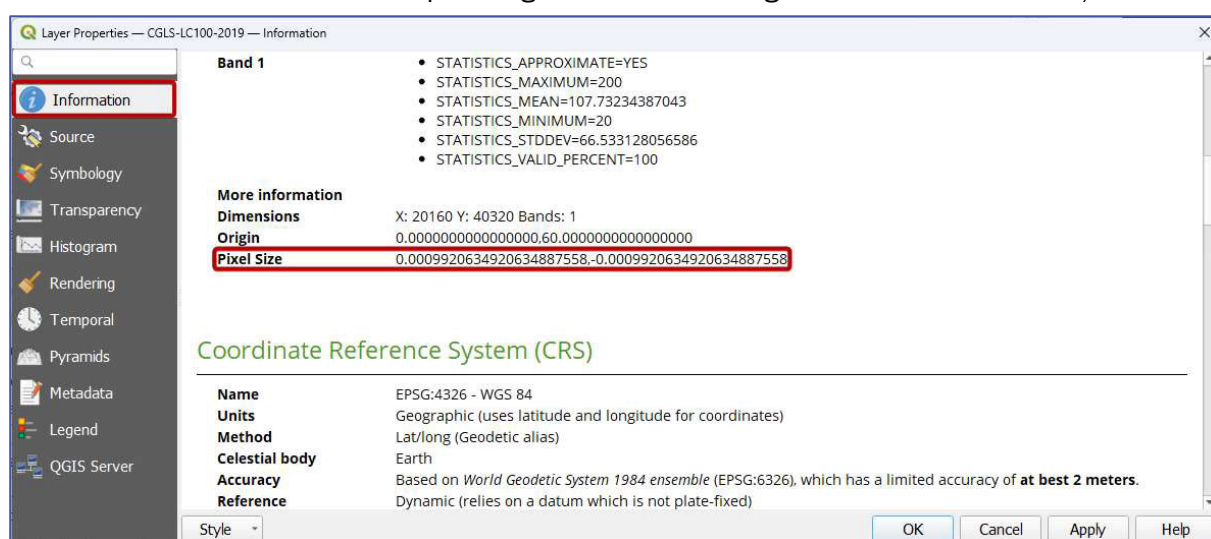 Layer Properties — CGLS-LC100-2019 — Information
Information
Source
Symbology
Transparency
Histogram
Rendering
Temporal
Pyramids
Metadata
Legend
QGIS Server
Band 1
• STATISTICS_APPROXIMATE=YES
• STATISTICS_MAXIMUM=200
• STATISTICS_MEAN=107.73234387043
• STATISTICS_MINIMUM=20
• STATISTICS_STDDEV=66.533128056586
• STATISTICS_VALID_PERCENT=100
More information
Dimensions X: 20160 Y: 40320 Bands: 1
Origin 0.0000000000000000,60.0000000000000000
Pixel Size 0.0009920634920634887558,-0.0009920634920634887558
Coordinate Reference System (CRS)
Name EPSG:4326 - WGS 84
Units Geographic (uses latitude and longitude for coordinates)
Method Lat/long (Geodetic alias)
Celestial body Earth
Accuracy Based on World Geodetic System 1984 ensemble (EPSG:6326), which has a limited accuracy of at best 2 meters.
Reference Dynamic (relies on a datum which is not plate-fixed)
Style OK Cancel Apply Help